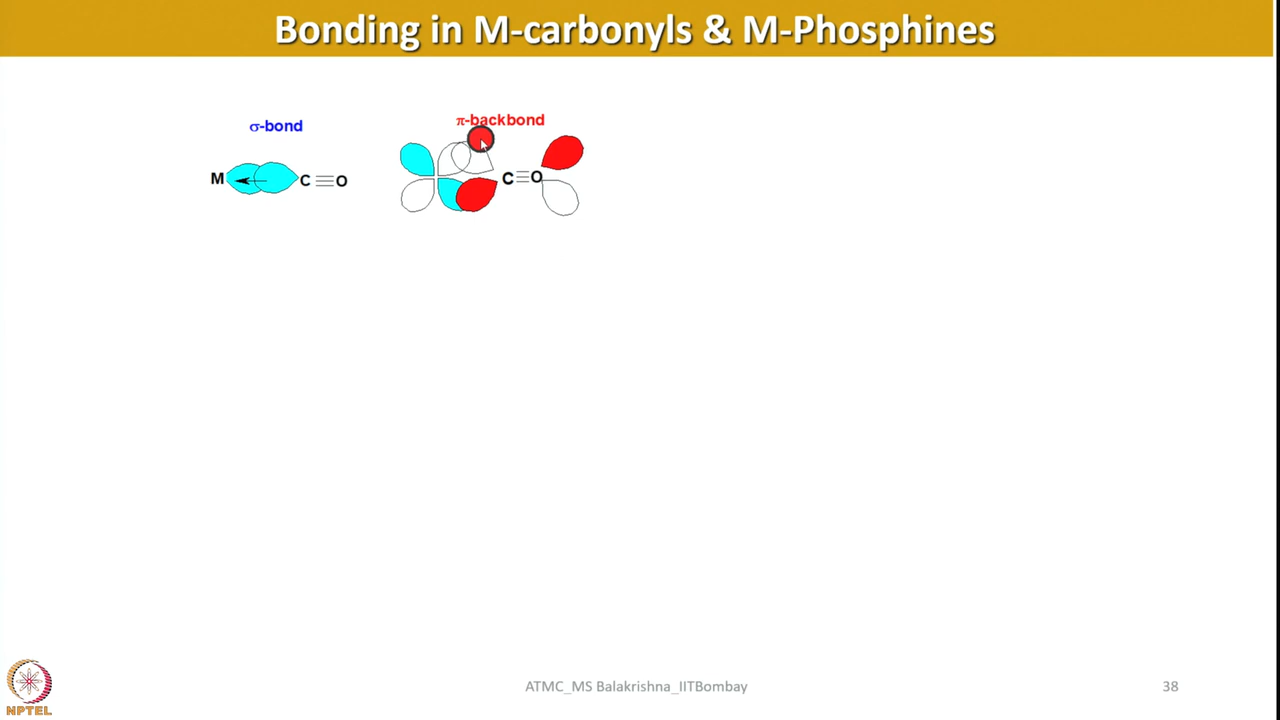 Bonding in M-carbonyls & M-Phosphines
σ-bond
π-backbond
M C≡O
C≡O
NPTEL
ATMC_MS Balakrishna_IITBombay
38